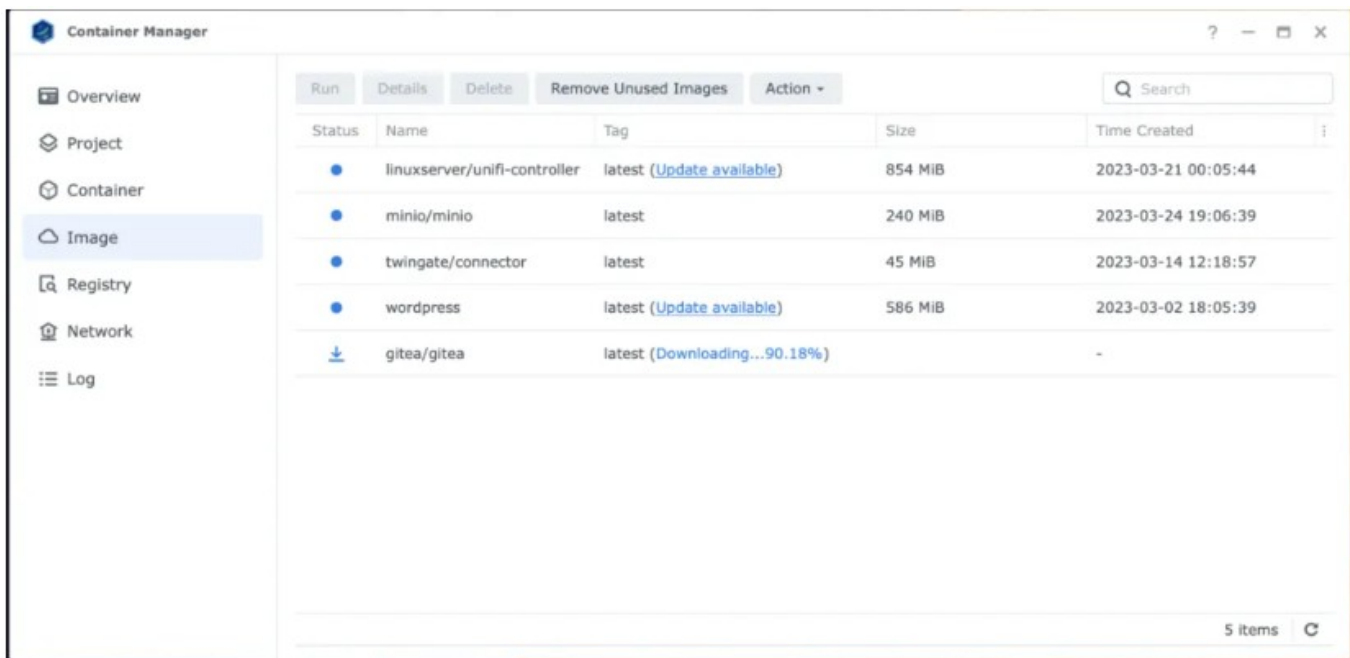 Container Manager
?
Overview
Project
Container
Image
Registry
Network
Log
Run Details Delete Remove Unused Images Action Search
Status Name Tag Size Time Created
linuxserver/unifi-controller latest (Update available) 854 MiB 2023-03-21 00:05:44
minio/minio latest 240 MiB 2023-03-24 19:06:39
twingate/connector latest 45 MiB 2023-03-14 12:18:57
wordpress latest (Update available) 586 MiB 2023-03-02 18:05:39
gitea/gitea latest (Downloading...90.18%) -
5 items